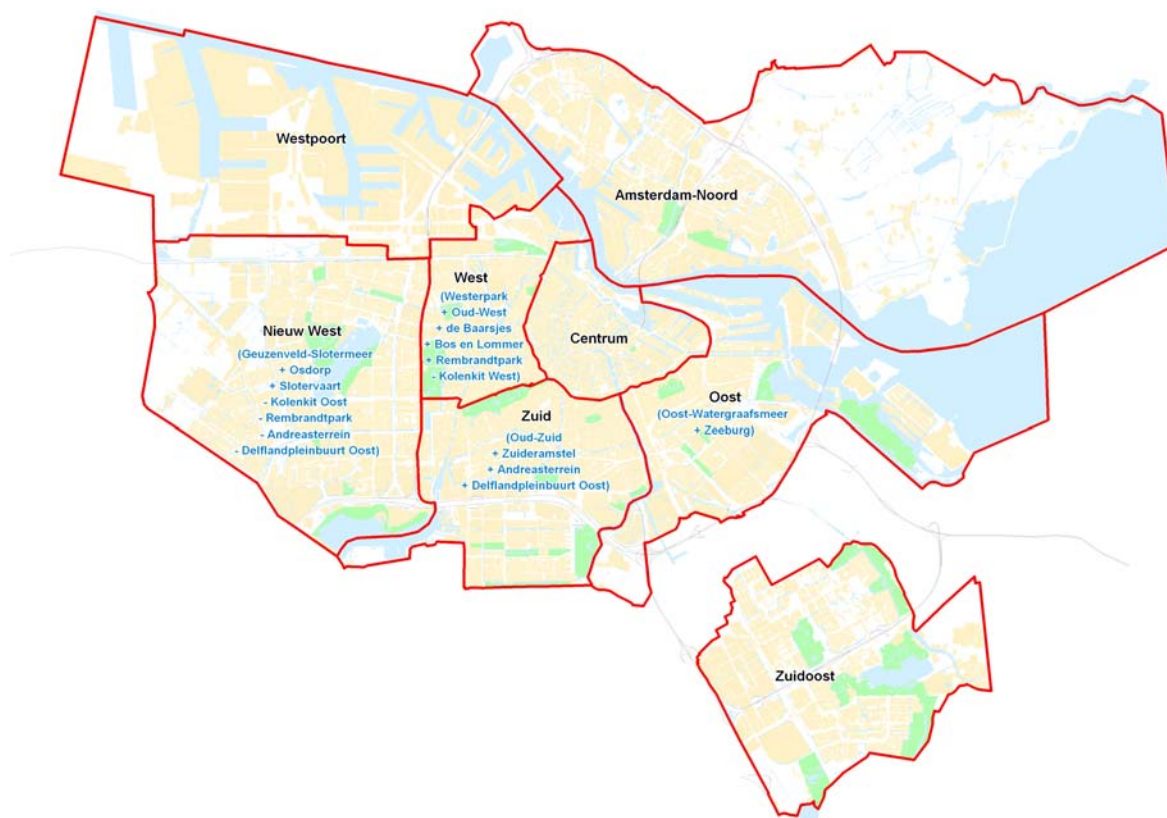 Westpoort
Amsterdam-Noord
West
(Westerpark
+ Oud-West
+ de Baarsjes
+ Bos en Lommer
+ Rembrandtpark
- Kolenkit West)
Nieuw West
(Geuzenveld-Slotermeer
+ Osdorp
+ Slotervaart
- Kolenkit Oost
- Rembrandtpark
- Andreasterrein
- Delflandpleinbuurt Oost)
Centrum
Oost
(Oost-Watergraafsmeer
+ Zeeburg)
Zuid
(Oud-Zuid
+ Zuideramstel
+ Andreasterrein
+ Delflandpleinbuurt Oost)
Zuidoost